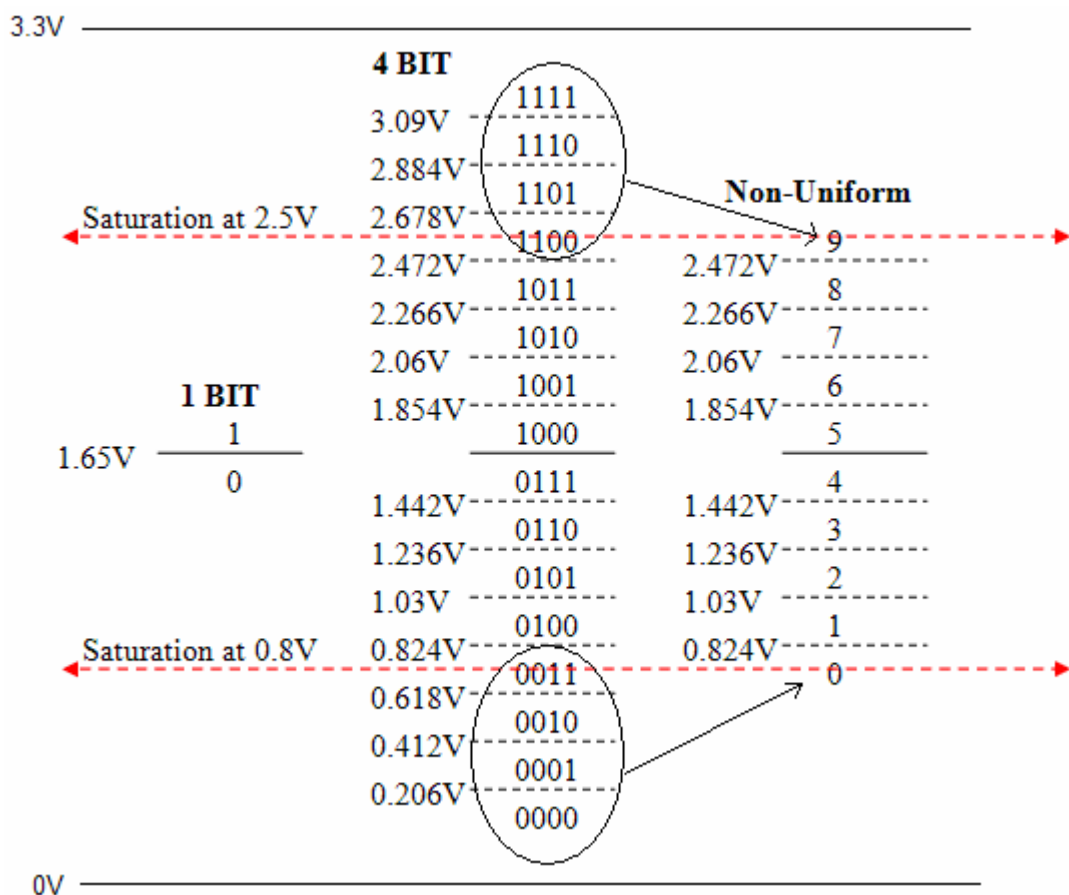 3.3V
4 BIT
1111
3.09V
1110
2.884V
1101
Non-Uniform
Saturation at 2.5V
2.678V
1100
9
2.472V
2.472V
1011
8
2.266V
2.266V
1010
7
2.06V
2.06V
1 BIT
1001
6
1.854V
1.854V
1
1000
5
1.65V
0
0111
4
1.442V
1.442V
0110
3
1.236V
1.236V
0101
2
1.03V
1.03V
0100
1
Saturation at 0.8V
0.824V
0.824V
0011
0
0.618V
0010
0.412V
0001
0.206V
0000
0V